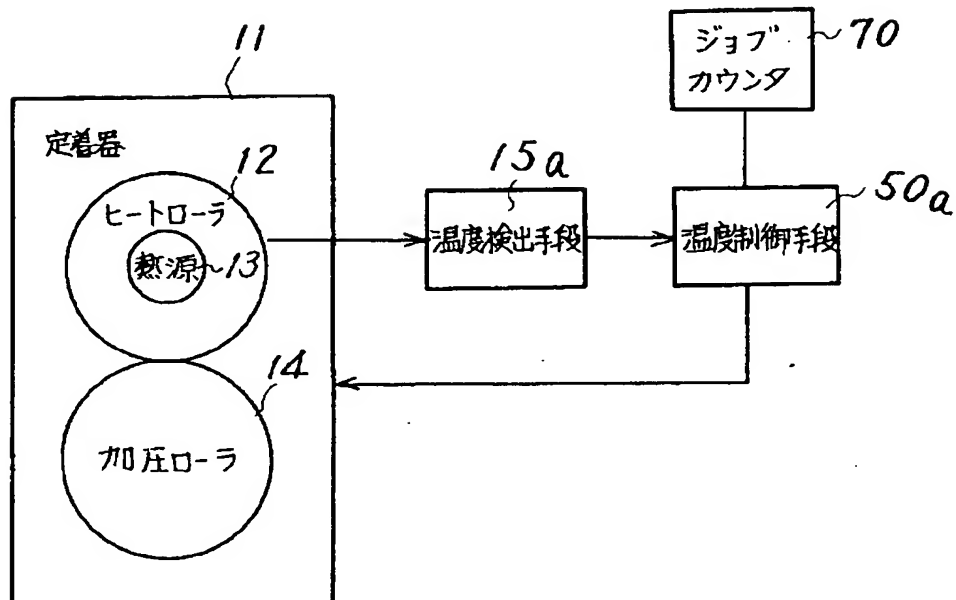 11
定着器
12
ヒートローラ
熱源
13
14
加圧ローラ
15a
温度検出手段
ジョブ
カウンタ
70
50a
温度制御手段